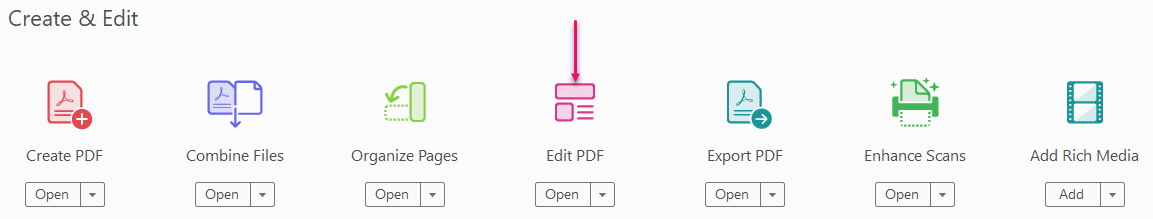 Create & Edit
Create PDF Combine Files Organize Pages Edit PDF Export PDF Enhance Scans Add Rich Media
Open Open Open Open Open Open Add